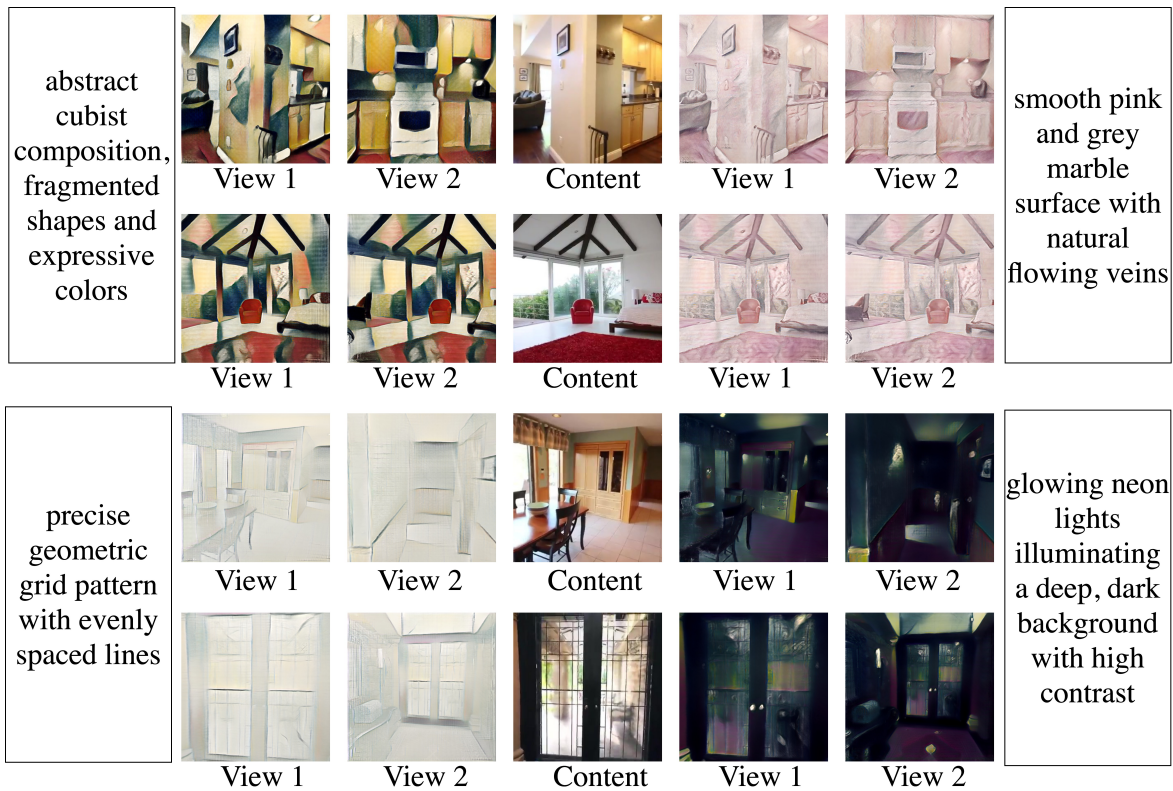 abstract
cubist
composition,
fragmented
shapes and
expressive
colors
View 1
View 2
Content
View 1
View 2
smooth pink
and grey
marble
surface with
natural
flowing veins
View 1
View 2
Content
View 1
View 2
precise
geometric
grid pattern
with evenly
spaced lines
View 1
View 2
Content
View 1
View 2
glowing neon
lights
illuminating
a deep, dark
background
with high
contrast
View 1
View 2
Content
View 1
View 2